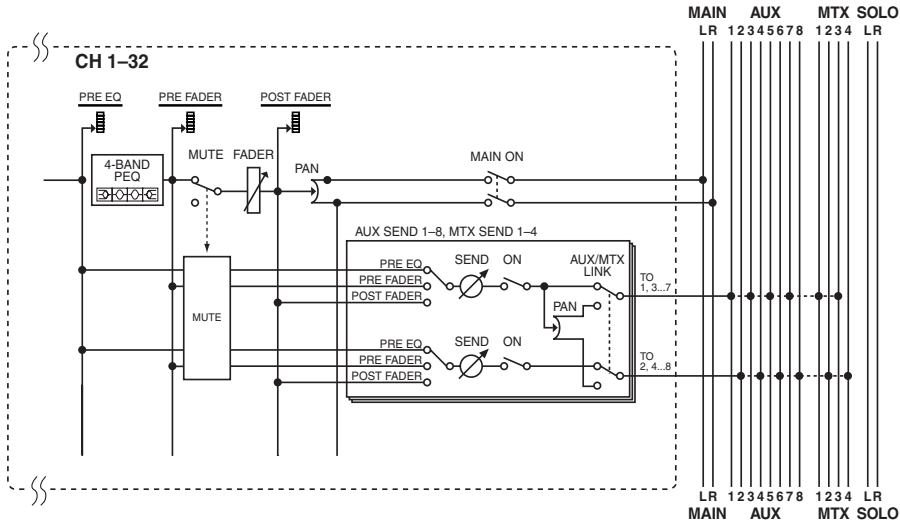 MAIN AUX MTX SOLO
LR 12345678 1234 LR
CH 1–32
PRE EQ PRE FADER POST FADER
4-BAND
PEQ
MUTE FADER
PAN
MAIN ON
AUX SEND 1–8, MTX SEND 1–4
PRE EQ
PRE FADER
POST FADER
SEND ON
AUX/MTX
LINK
TO
1, 3...7
PAN
MUTE
PRE EQ
PRE FADER
POST FADER
SEND ON
TO
2, 4...8
LR 12345678 1234 LR
MAIN AUX MTX SOLO